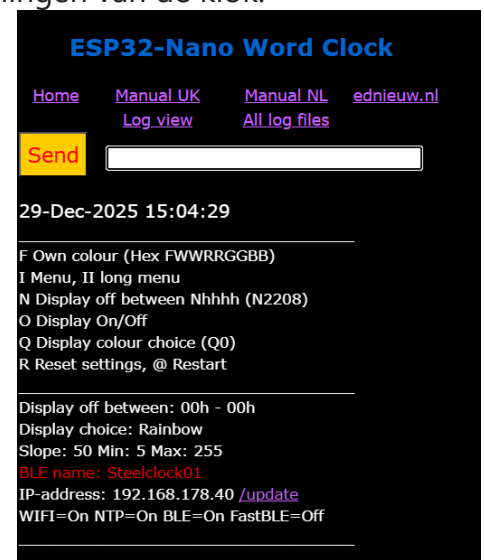 lingen van de klok.
ESP32-Nano Word Clock
Home Manual UK Manual NL ednieuw.nl
Log view All log files
Send
29-Dec-2025 15:04:29
F Own colour (Hex FWWRRGGBB)
I Menu, II long menu
N Display off between Nhhhh (N2208)
O Display On/Off
Q Display colour choice (Q0)
R Reset settings, @ Restart
Display off between: 00h - 00h
Display choice: Rainbow
Slope: 50 Min: 5 Max: 255
BLE name: Steelclock01
IP-address: 192.168.178.40 /update
WIFI=On NTP=On BLE=On FastBLE=Off